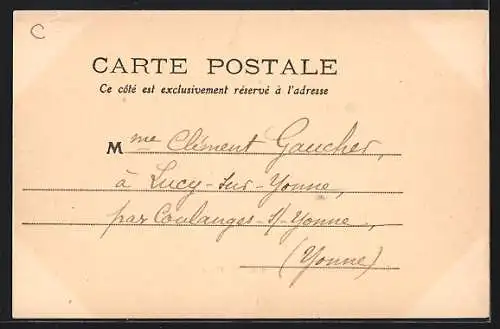 C
CARTE POSTALE
Ce côté est exclusivement réservé à l'adresse
Mme Clément Gaucher,
à Lucy-sur-Yonne,
par Coulanges-s/-Yonne,
(Yonne)